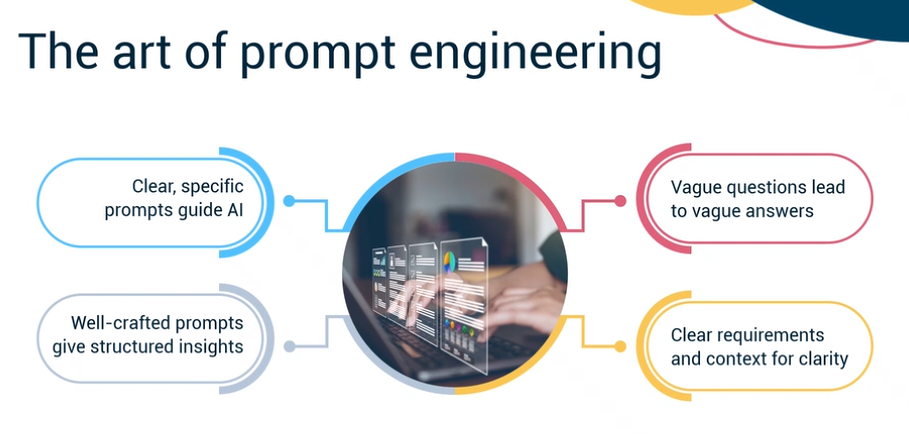 The art of prompt engineering
Clear, specific
prompts guide AI
Vague questions lead
to vague answers
Well-crafted prompts
give structured insights
Clear requirements
and context for clarity